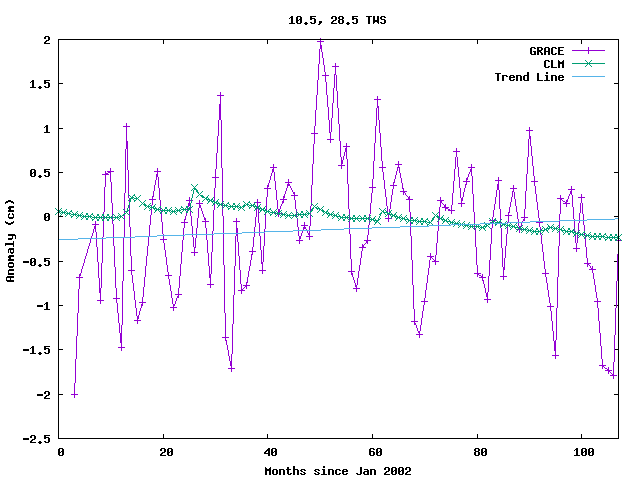 10.5, 28.5 TWS
GRACE
CLM
Trend Line
2
1.5
1
0.5
0
-0.5
-1
-1.5
-2
-2.5
Anomaly (cm)
0 20 40 60 80 100
Months since Jan 2002